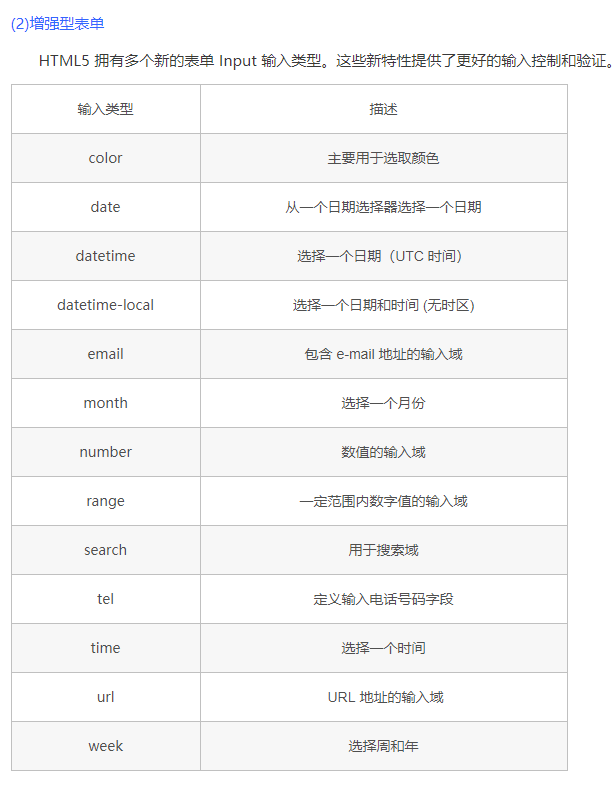 (2)增强型表单
HTML5 拥有多个新的表单 Input 输入类型。这些新特性提供了更好的输入控制和验证。
输入类型 描述
color 主要用于选取颜色
date 从一个日期选择器选择一个日期
datetime 选择一个日期（UTC 时间）
datetime-local 选择一个日期和时间 (无时区)
email 包含 e-mail 地址的输入域
month 选择一个月份
number 数值的输入域
range 一定范围内数字值的输入域
search 用于搜索域
tel 定义输入电话号码字段
time 选择一个时间
url URL 地址的输入域
week 选择周和年